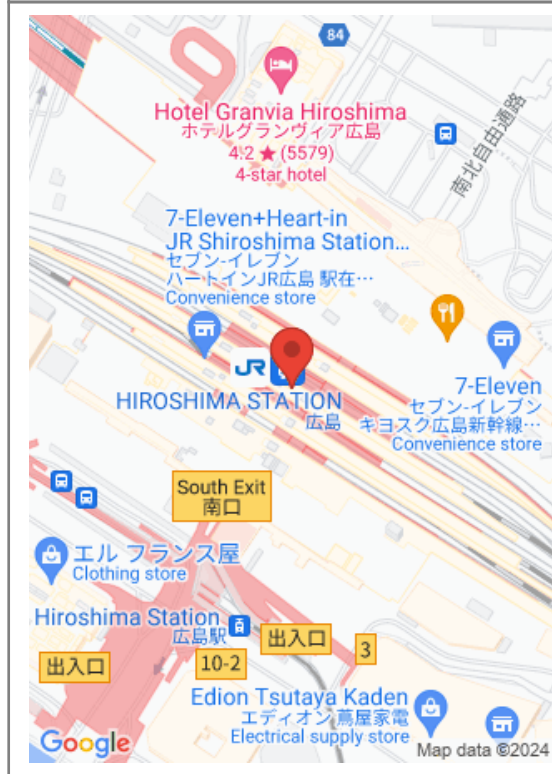 84
Hotel Granvia Hiroshima
ホテルグランヴィア広島
4.2 ★ (5579)
4-star hotel
南北自由通路
7-Eleven+Heart-in
JR Shiroshima Station...
セブン-イレブン
ハートインJR広島 駅在…
Convenience store
JR
HIROSHIMA STATION
広島
7-Eleven
セブン-イレブン
キヨスク広島新幹線…
Convenience store
South Exit
南口
エル フランス屋
Clothing store
Hiroshima Station
広島駅
出入口
3
出入口
10-2
Edion Tsutaya Kaden
エディオン 蔦屋家電
Electrical supply store
Google
Map data ©2024